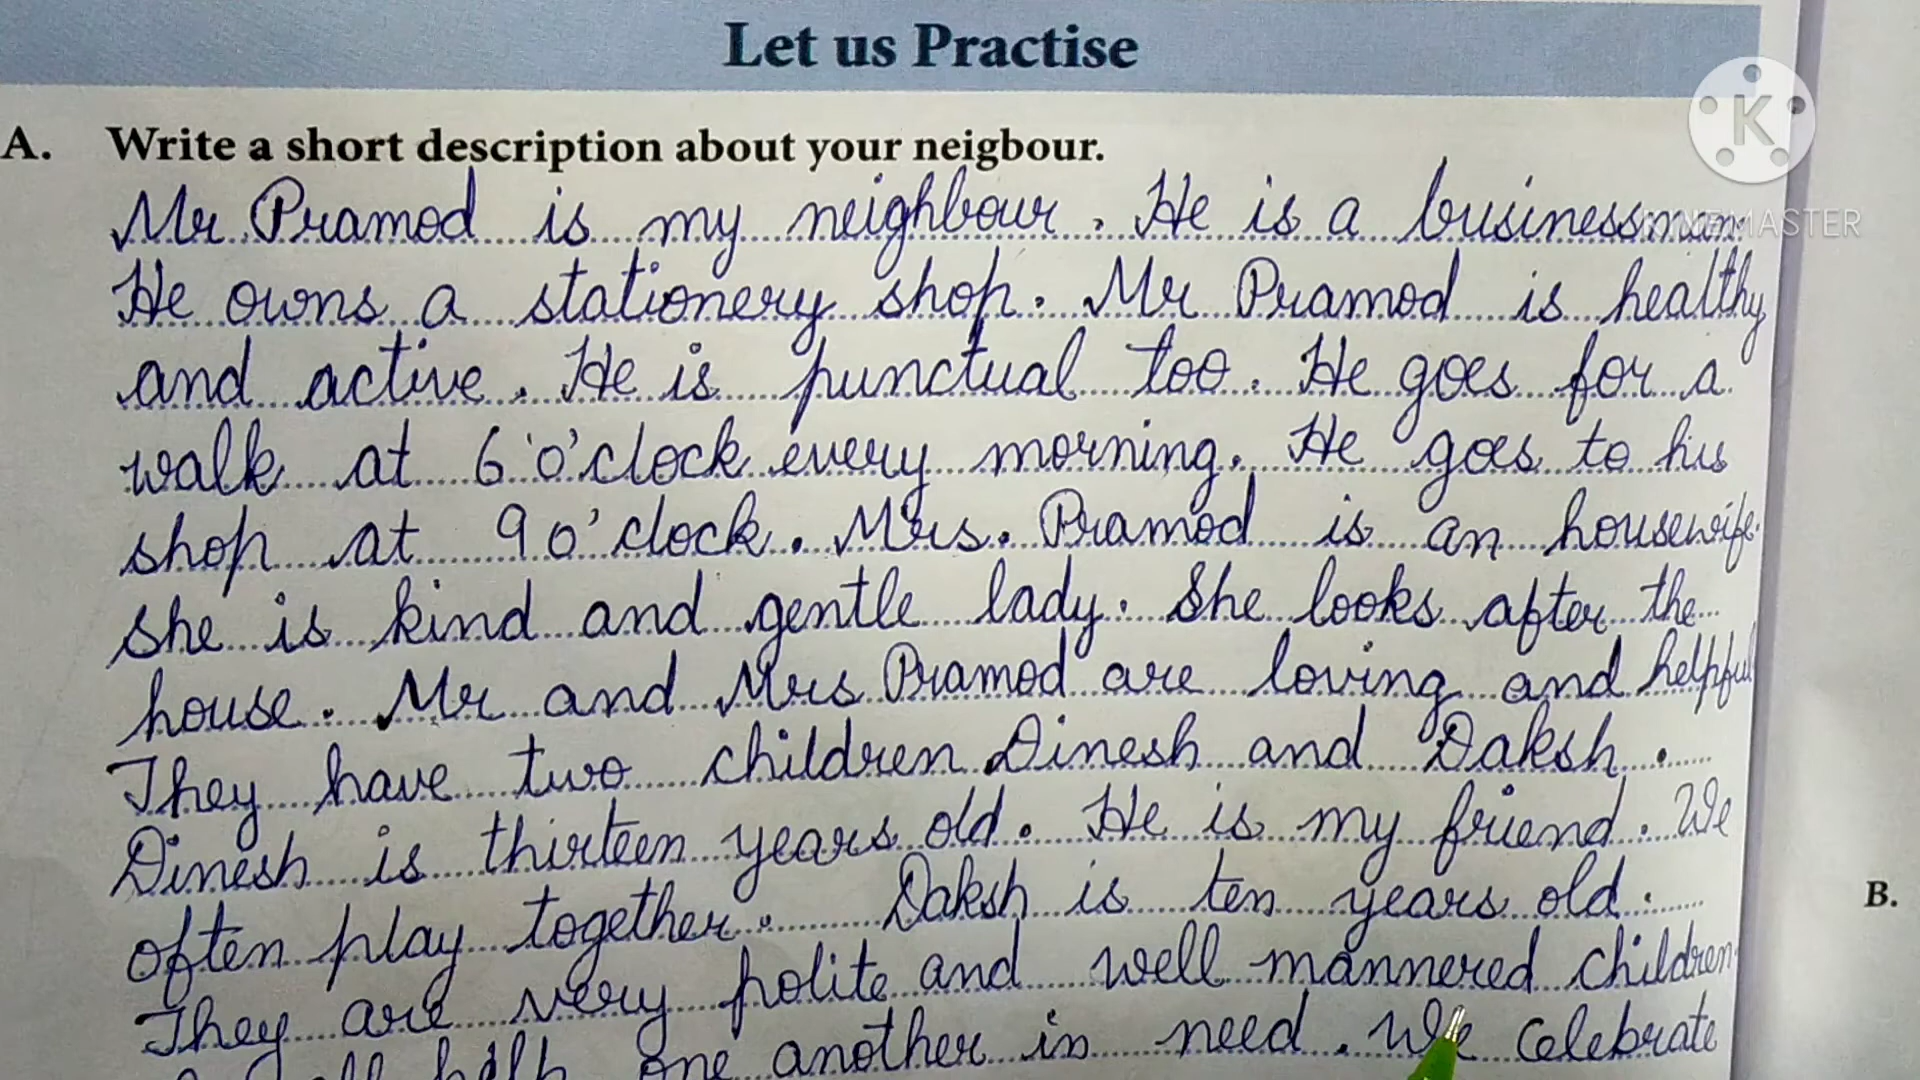 Let us Practise
K
KINEMASTER
A. Write a short description about your neigbour.
Mr Pramod is my neighbour. He is a businessman
He owns a stationery shop. Mr Pramod is healthy
and active. He is punctual too. He goes for a
walk at 6 'o'clock every morning. He goes to his
shop at 9 o'clock. Mrs. Pramod is an housewife.
She is kind and gentle lady. She looks after the
house. Mr and Mrs Pramod are loving and helpful
They have two children Dinesh and Daksh.
Dinesh is thirteen years old. He is my friend. We
often play together. Daksh is ten years old.
They are very polite and well mannered children
help one another in need. We celebrate
B.